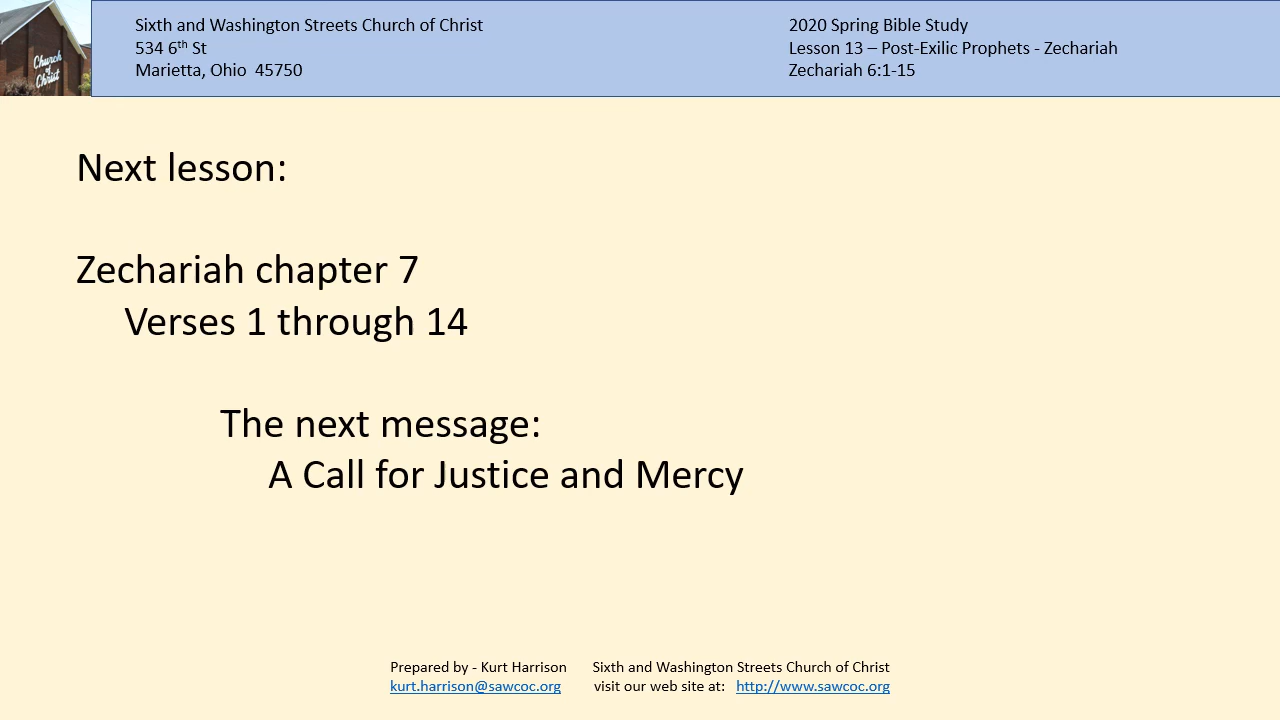 Church
of
Christ
Sixth and Washington Streets Church of Christ
534 6th St
Marietta, Ohio  45750
2020 Spring Bible Study
Lesson 13 – Post-Exilic Prophets - Zechariah
Zechariah 6:1-15
Next lesson:
Zechariah chapter 7
Verses 1 through 14
The next message:
A Call for Justice and Mercy
Prepared by - Kurt Harrison
kurt.harrison@sawcoc.org
Sixth and Washington Streets Church of Christ
visit our web site at:   http://www.sawcoc.org